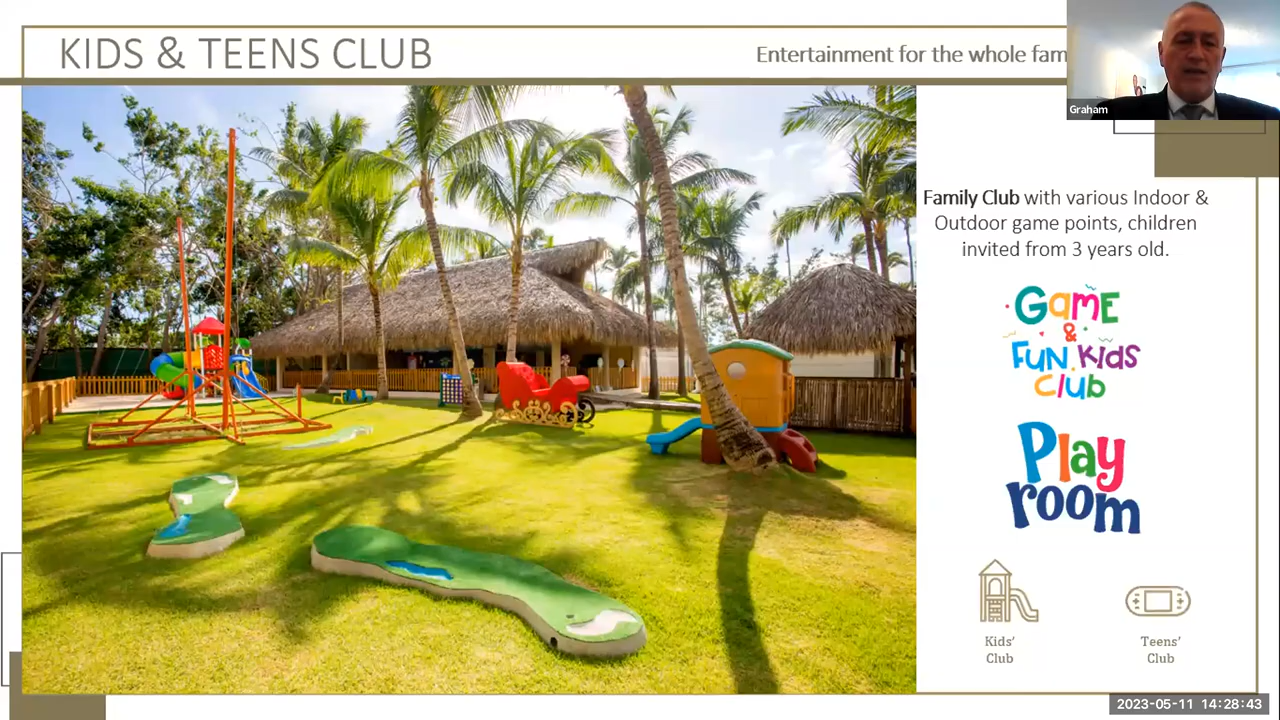 KIDS & TEENS CLUB
Entertainment for the whole fam
Graham
Family Club with various Indoor &
Outdoor game points, children
invited from 3 years old.
GamE
&
FUN KiDS
CLub
Play
room
Kids'
Club
Teens'
Club
2023-05-11 14:28:43